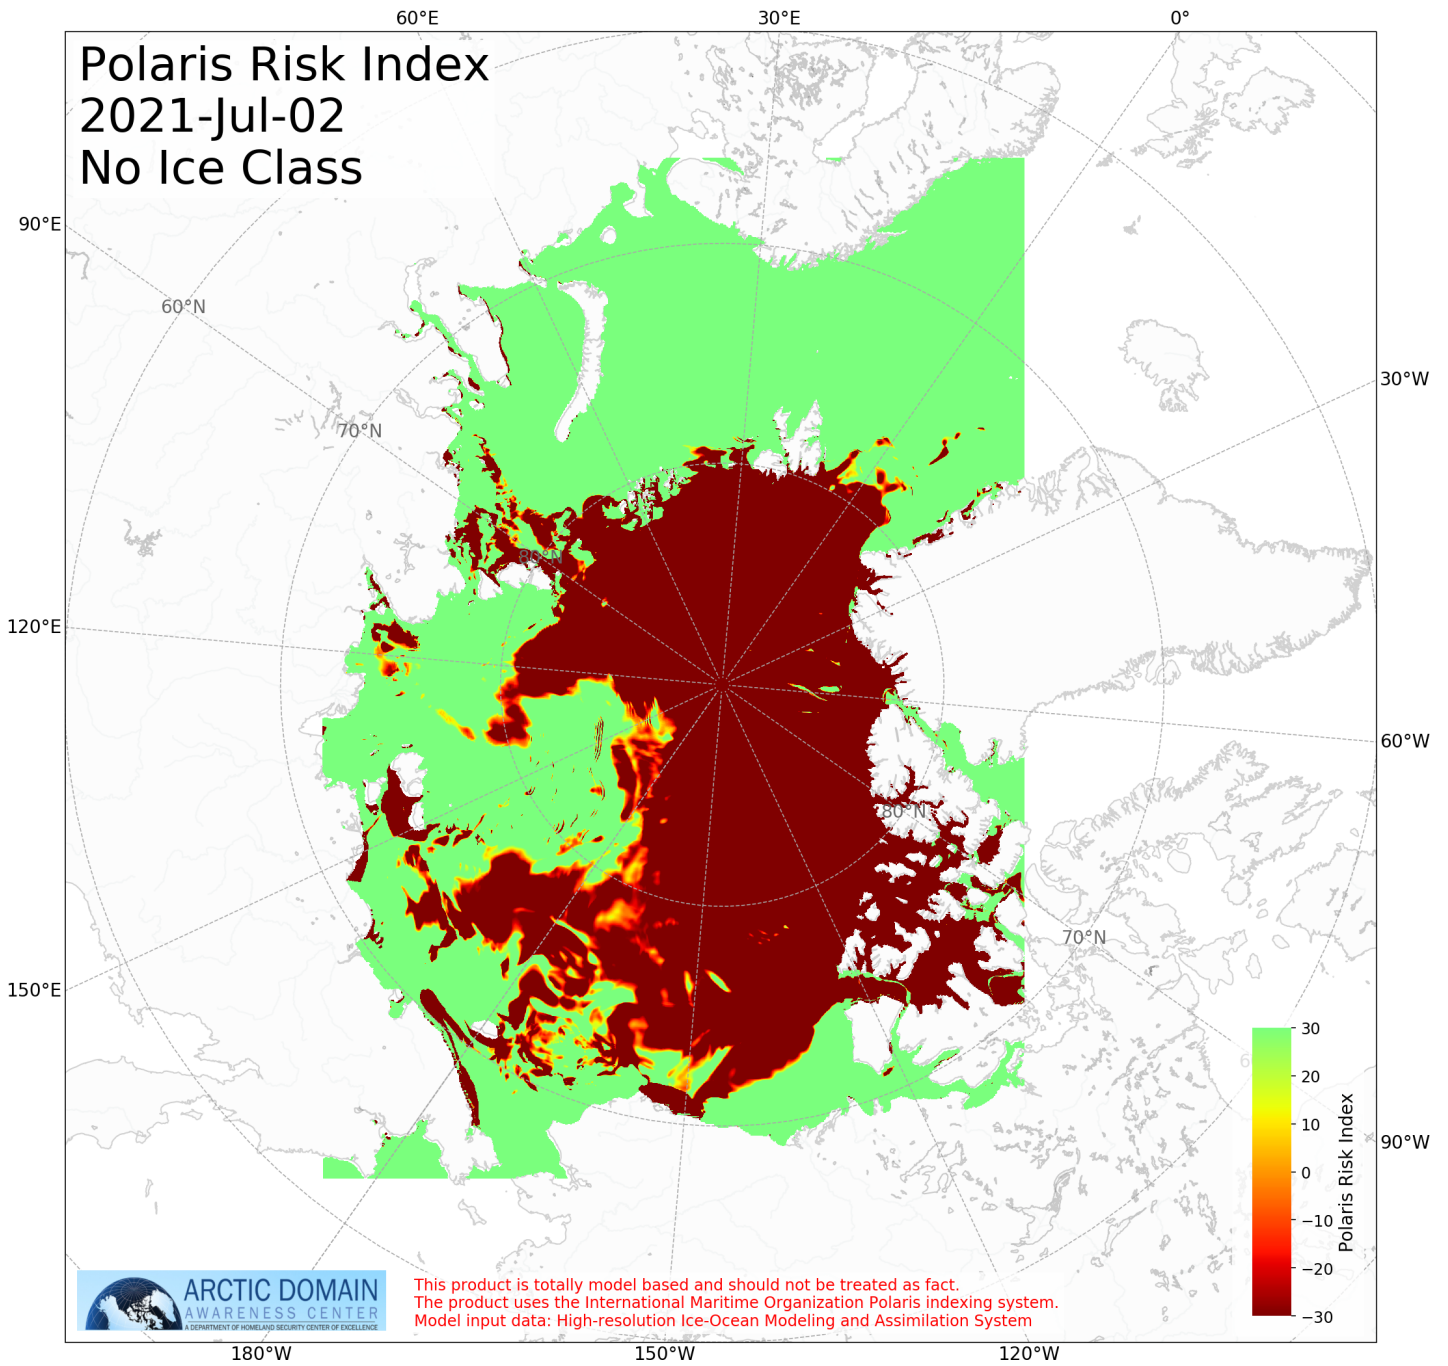 60°E 30°E 0°
Polaris Risk Index
2021-Jul-02
No Ice Class
90°E
60°N
30°W
70°N
80°N
120°E
60°W
80°N
70°N
150°E
30
20
10
0
−10
−20
−30
Polaris Risk Index
90°W
ARCTIC DOMAIN
AWARENESS CENTER
A DEPARTMENT OF HOMELAND SECURITY CENTER OF EXCELLENCE
This product is totally model based and should not be treated as fact.
The product uses the International Maritime Organization Polaris indexing system.
Model input data: High-resolution Ice-Ocean Modeling and Assimilation System
180°W 150°W 120°W